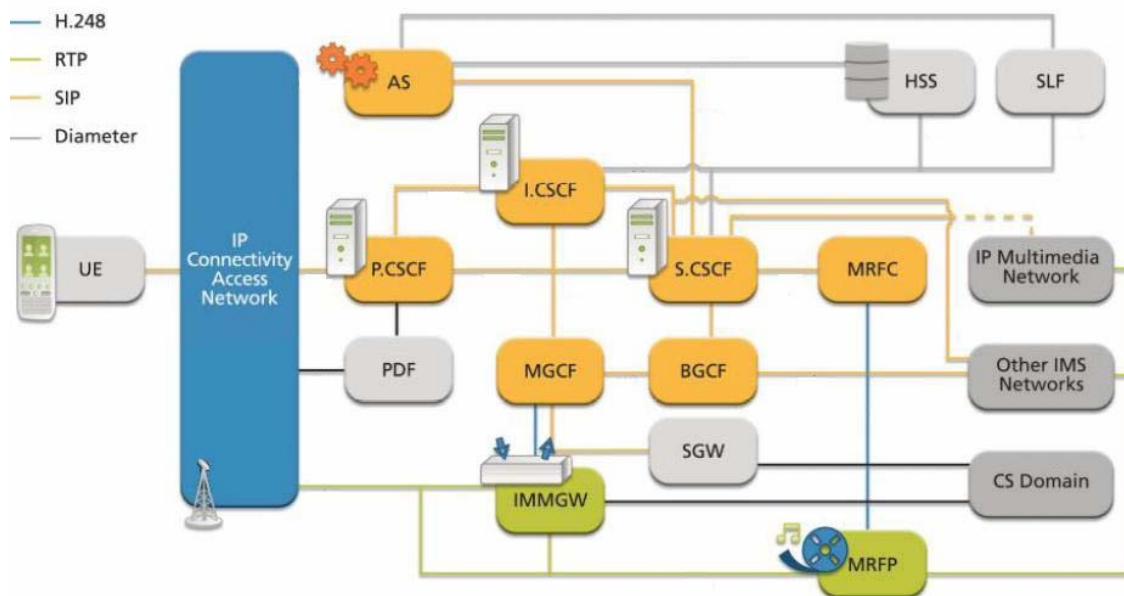 H.248
RTP
SIP
Diameter
AS
HSS
SLF
I.CSCF
UE
IP
Connectivity
Access
Network
P.CSCF
S.CSCF
MRFC
IP Multimedia
Network
PDF
MGCF
BGCF
Other IMS
Networks
SGW
CS Domain
IMMGW
MRFP